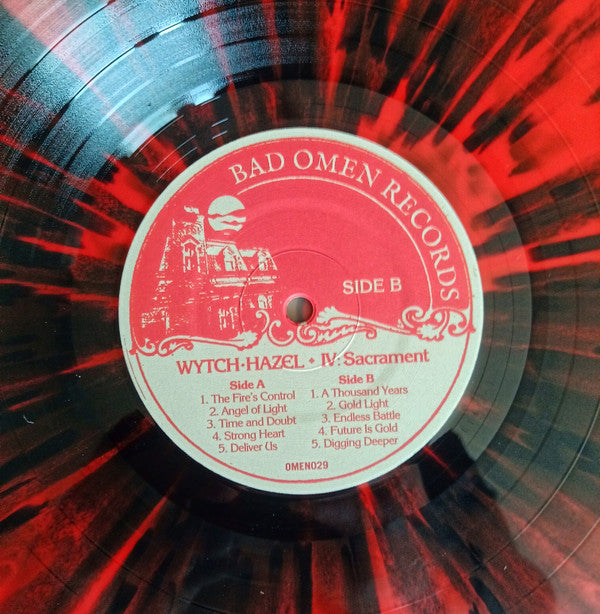 BAD OMEN RECORDS
SIDE B
WYTCH·HAZEL ⬥ IV: Sacrament
Side A
1. The Fire's Control
2. Angel of Light
3. Time and Doubt
4. Strong Heart
5. Deliver Us
Side B
1. A Thousand Years
2. Gold Light
3. Endless Battle
4. Future Is Gold
5. Digging Deeper
OMEN029